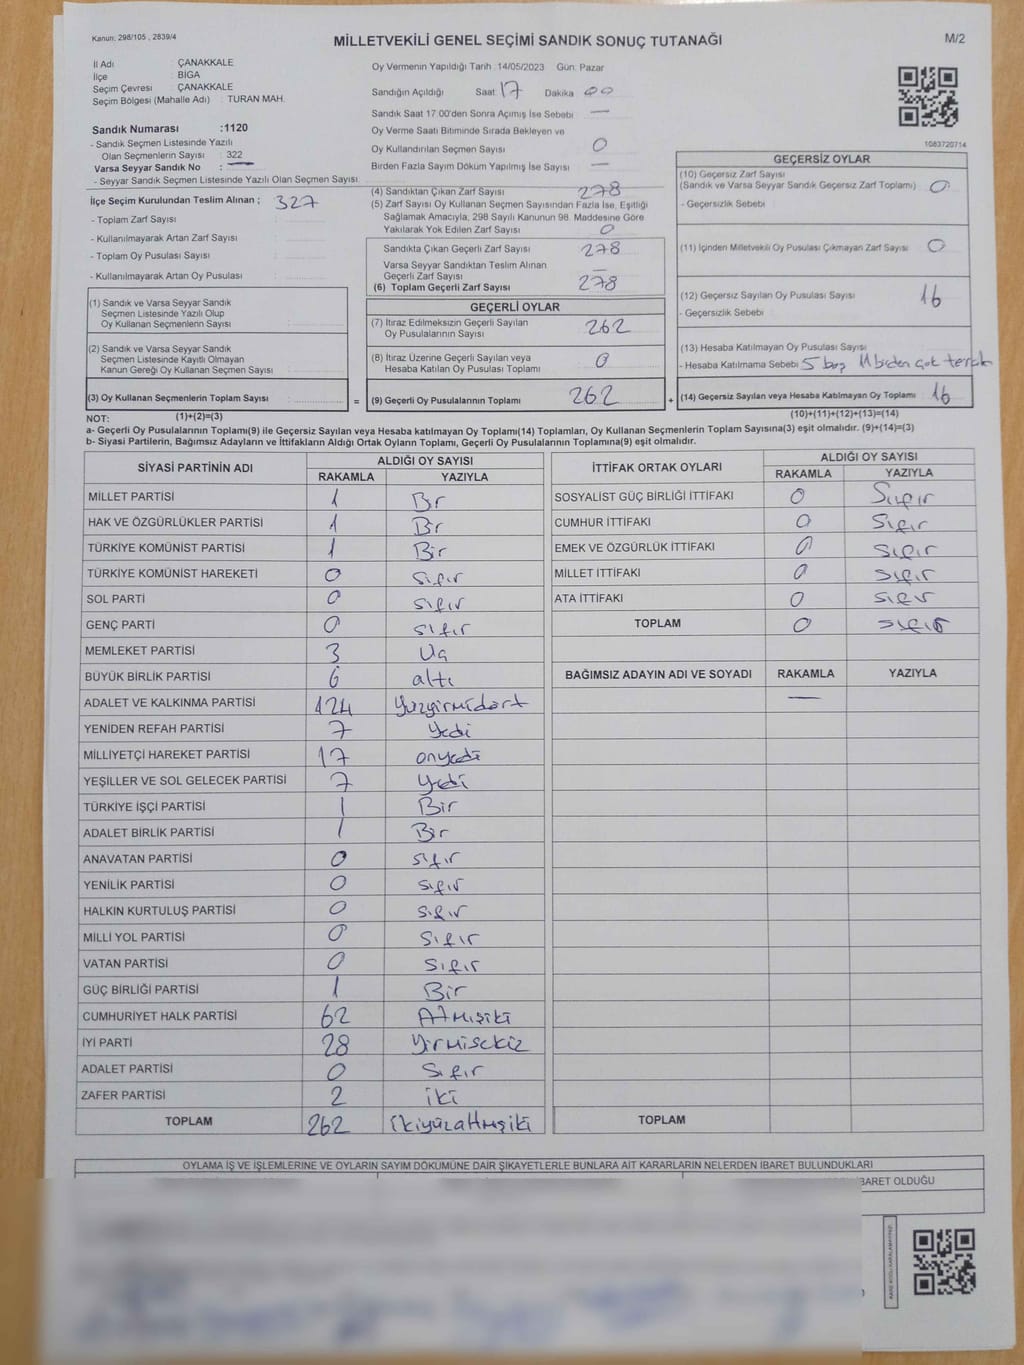 Kanun: 298/105 , 2839/4
MİLLETVEKİLİ GENEL SEÇİMİ SANDIK SONUÇ TUTANAĞI
M/2
İl Adı : ÇANAKKALE
İlçe : BİGA
Seçim Çevresi : ÇANAKKALE
Seçim Bölgesi (Mahalle Adı) : TURAN MAH.
Sandık Numarası :1120
- Sandık Seçmen Listesinde Yazılı
Olan Seçmenlerin Sayısı : 322
Varsa Seyyar Sandık No : —
- Seyyar Sandık Seçmen Listesinde Yazılı Olan Seçmen Sayısı:
Oy Vermenin Yapıldığı Tarih :14/05/2023 Gün: Pazar
Sandığın Açıldığı Saat: 17 Dakika 00
Sandık Saat 17:00'den Sonra Açımış İse Sebebi : —
Oy Verme Saati Bitiminde Sırada Bekleyen ve
Oy Kullandırılan Seçmen Sayısı : 0
Birden Fazla Sayım Döküm Yapılmış İse Sayısı : —
1083720714
İlçe Seçim Kurulundan Teslim Alınan ; 327
- Toplam Zarf Sayısı :
- Kullanılmayarak Artan Zarf Sayısı :
- Toplam Oy Pusulası Sayısı :
- Kullanılmayarak Artan Oy Pusulası :
(4) Sandıktan Çıkan Zarf Sayısı : 278
(5) Zarf Sayısı Oy Kullanan Seçmen Sayısından Fazla İse, Eşitliği
Sağlamak Amacıyla, 298 Sayılı Kanunun 98. Maddesine Göre
Yakılarak Yok Edilen Zarf Sayısı : 0
Sandıkta Çıkan Geçerli Zarf Sayısı : 278
Varsa Seyyar Sandıktan Teslim Alınan
Geçerli Zarf Sayısı : —
(6) Toplam Geçerli Zarf Sayısı : 278
GEÇERSİZ OYLAR
(10) Geçersiz Zarf Sayısı
(Sandık ve Varsa Seyyar Sandık Geçersiz Zarf Toplamı) : 0
- Geçersizlik Sebebi :
(11) İçinden Milletvekili Oy Pusulası Çıkmayan Zarf Sayısı : 0
(12) Geçersiz Sayılan Oy Pusulası Sayısı : 16
- Geçersizlik Sebebi :
(13) Hesaba Katılmayan Oy Pusulası Sayısı :
- Hesaba Katılmama Sebebi : 5 boş 11 birden çok tercih
(1) Sandık ve Varsa Seyyar Sandık
Seçmen Listesinde Yazılı Olup
Oy Kullanan Seçmenlerin Sayısı :
(2) Sandık ve Varsa Seyyar Sandık
Seçmen Listesinde Kayıtlı Olmayan
Kanun Gereği Oy Kullanan Seçmen Sayısı :
(3) Oy Kullanan Seçmenlerin Toplam Sayısı :
GEÇERLİ OYLAR
(7) İtiraz Edilmeksizin Geçerli Sayılan
Oy Pusulalarının Sayısı : 262
(8) İtiraz Üzerine Geçerli Sayılan veya
Hesaba Katılan Oy Pusulası Toplamı : 0
= (9) Geçerli Oy Pusulasının Toplamı : 262
+ (14) Geçersiz Sayılan veya Hesaba Katılmayan Oy Toplamı : 16
NOT: (1)+(2)=(3) (10)+(11)+(12)+(13)=(14)
a- Geçerli Oy Pusulalarının Toplamı(9) ile Geçersiz Sayılan veya hesaba katılmayan Oy Toplamı(14) Toplamları, Oy Kullanan Seçmenlerin Toplam Sayısına(3) eşit olmalıdır. (9)+(14)=(3)
b- Siyasi Partilerin, Bağımsız Adayların ve İttifakların Aldığı Ortak Oyların Toplamı, Geçerli Oy Pusulalarının Toplamına(9) eşit olmalıdır.
SİYASİ PARTİNİN ADI ALDIĞI OY SAYISI
RAKAMLA YAZIYLA
MİLLET PARTİSİ 1 Bir
HAK VE ÖZGÜRLÜKLER PARTİSİ 1 Bir
TÜRKİYE KOMÜNİST PARTİSİ 1 Bir
TÜRKİYE KOMÜNİST HAREKETİ 0 sıfır
SOL PARTİ 0 sıfır
GENÇ PARTİ 0 sıfır
MEMLEKET PARTİSİ 3 Üç
BÜYÜK BİRLİK PARTİSİ 6 altı
ADALET VE KALKINMA PARTİSİ 124 Yüzyirmidört
YENİDEN REFAH PARTİSİ 7 Yedi
MİLLİYETÇİ HAREKET PARTİSİ 17 onyedi
YEŞİLLER VE SOL GELECEK PARTİSİ 7 Yedi
TÜRKİYE İŞÇİ PARTİSİ 1 Bir
ADALET BİRLİK PARTİSİ 1 Bir
ANAVATAN PARTİSİ 0 sıfır
YENİLİK PARTİSİ 0 sıfır
HALKIN KURTULUŞ PARTİSİ 0 sıfır
MİLLİ YOL PARTİSİ 0 sıfır
VATAN PARTİSİ 0 sıfır
GÜÇ BİRLİĞİ PARTİSİ 1 Bir
CUMHURİYET HALK PARTİSİ 62 Atmışiki
İYİ PARTİ 28 Yirmisekiz
ADALET PARTİSİ 0 Sıfır
ZAFER PARTİSİ 2 iki
TOPLAM 262 ikiyüzatmışiki
İTTİFAK ORTAK OYLARI ALDIĞI OY SAYISI
RAKAMLA YAZIYLA
SOSYALİST GÜÇ BİRLİĞİ İTTİFAKI 0 Sıfır
CUMHUR İTTİFAKI 0 Sıfır
EMEK VE ÖZGÜRLÜK İTTİFAKI 0 sıfır
MİLLET İTTİFAKI 0 sıfır
ATA İTTİFAKI 0 sıfır
TOPLAM 0 sıfır
BAĞIMSIZ ADAYIN ADI VE SOYADI RAKAMLA YAZIYLA
—
TOPLAM
OYLAMA İŞ VE İŞLEMLERİNE VE OYLARIN SAYIM DÖKÜMÜNE DAİR ŞİKAYETLERLE BUNLARA AİT KARARLARIN NELERDEN İBARET BULUNDUKLARI
BARET OLDUĞU